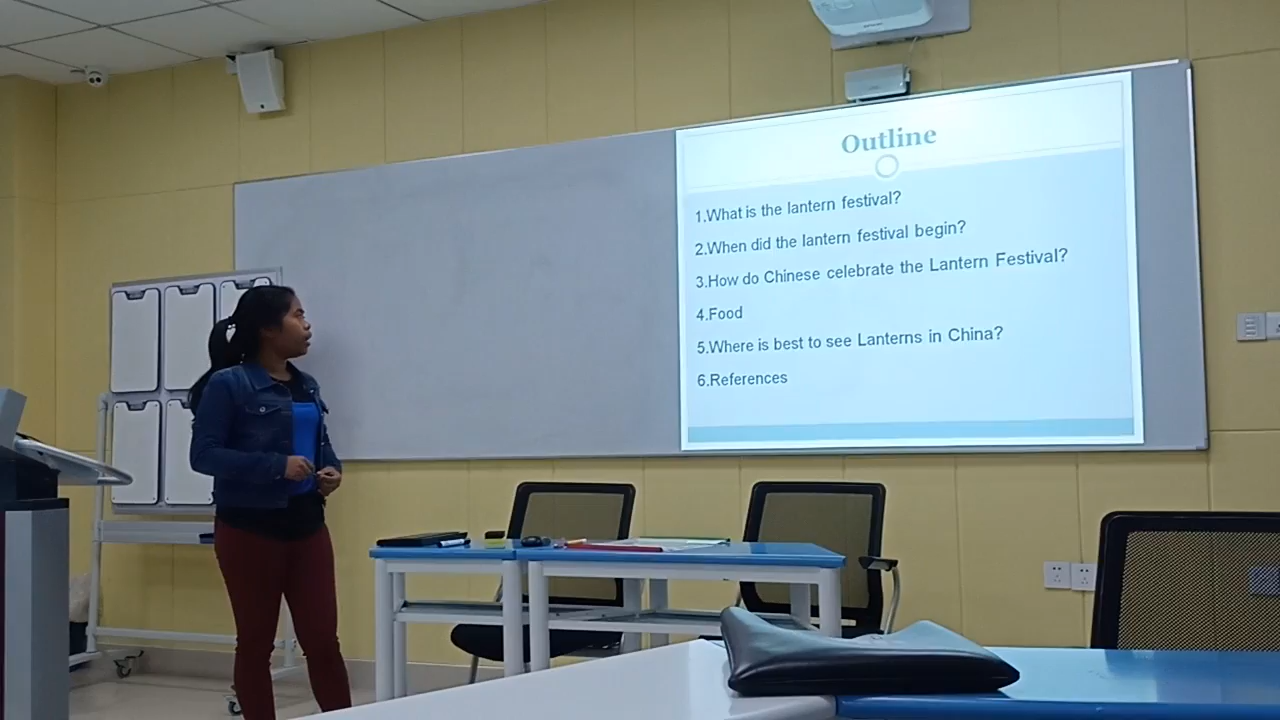 Outline
1.What is the lantern festival?
2.When did the lantern festival begin?
3.How do Chinese celebrate the Lantern Festival?
4.Food
5.Where is best to see Lanterns in China?
6.References